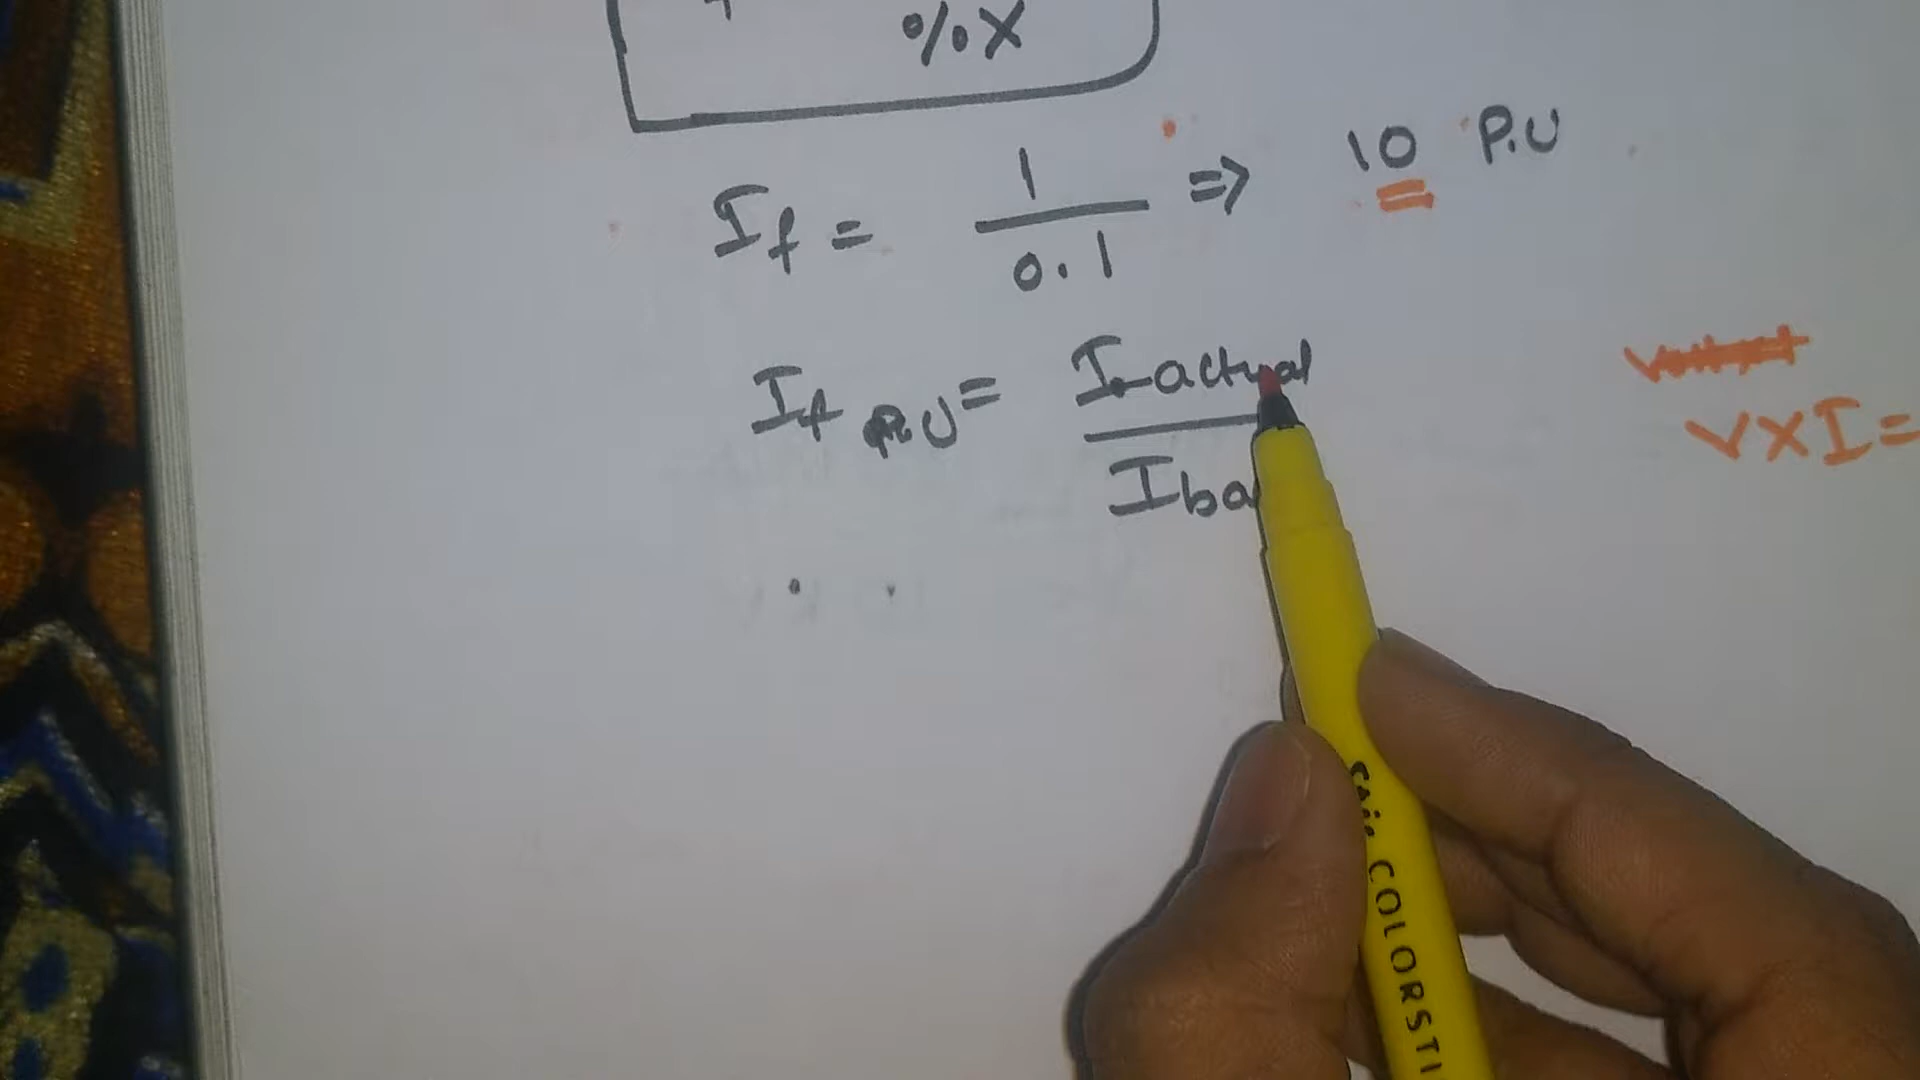 %X
If = 1/0.1 => 10 P.U
If P.U = I actual / Iba
V×I=
COLORSTI